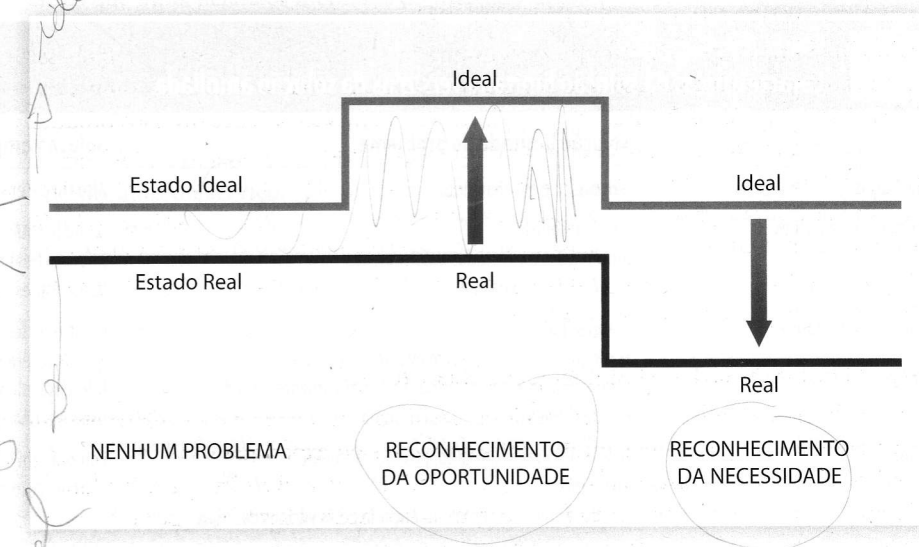 Ideal
Estado Ideal
Ideal
Estado Real
Real
Real
NENHUM PROBLEMA
RECONHECIMENTO
DA OPORTUNIDADE
RECONHECIMENTO
DA NECESSIDADE